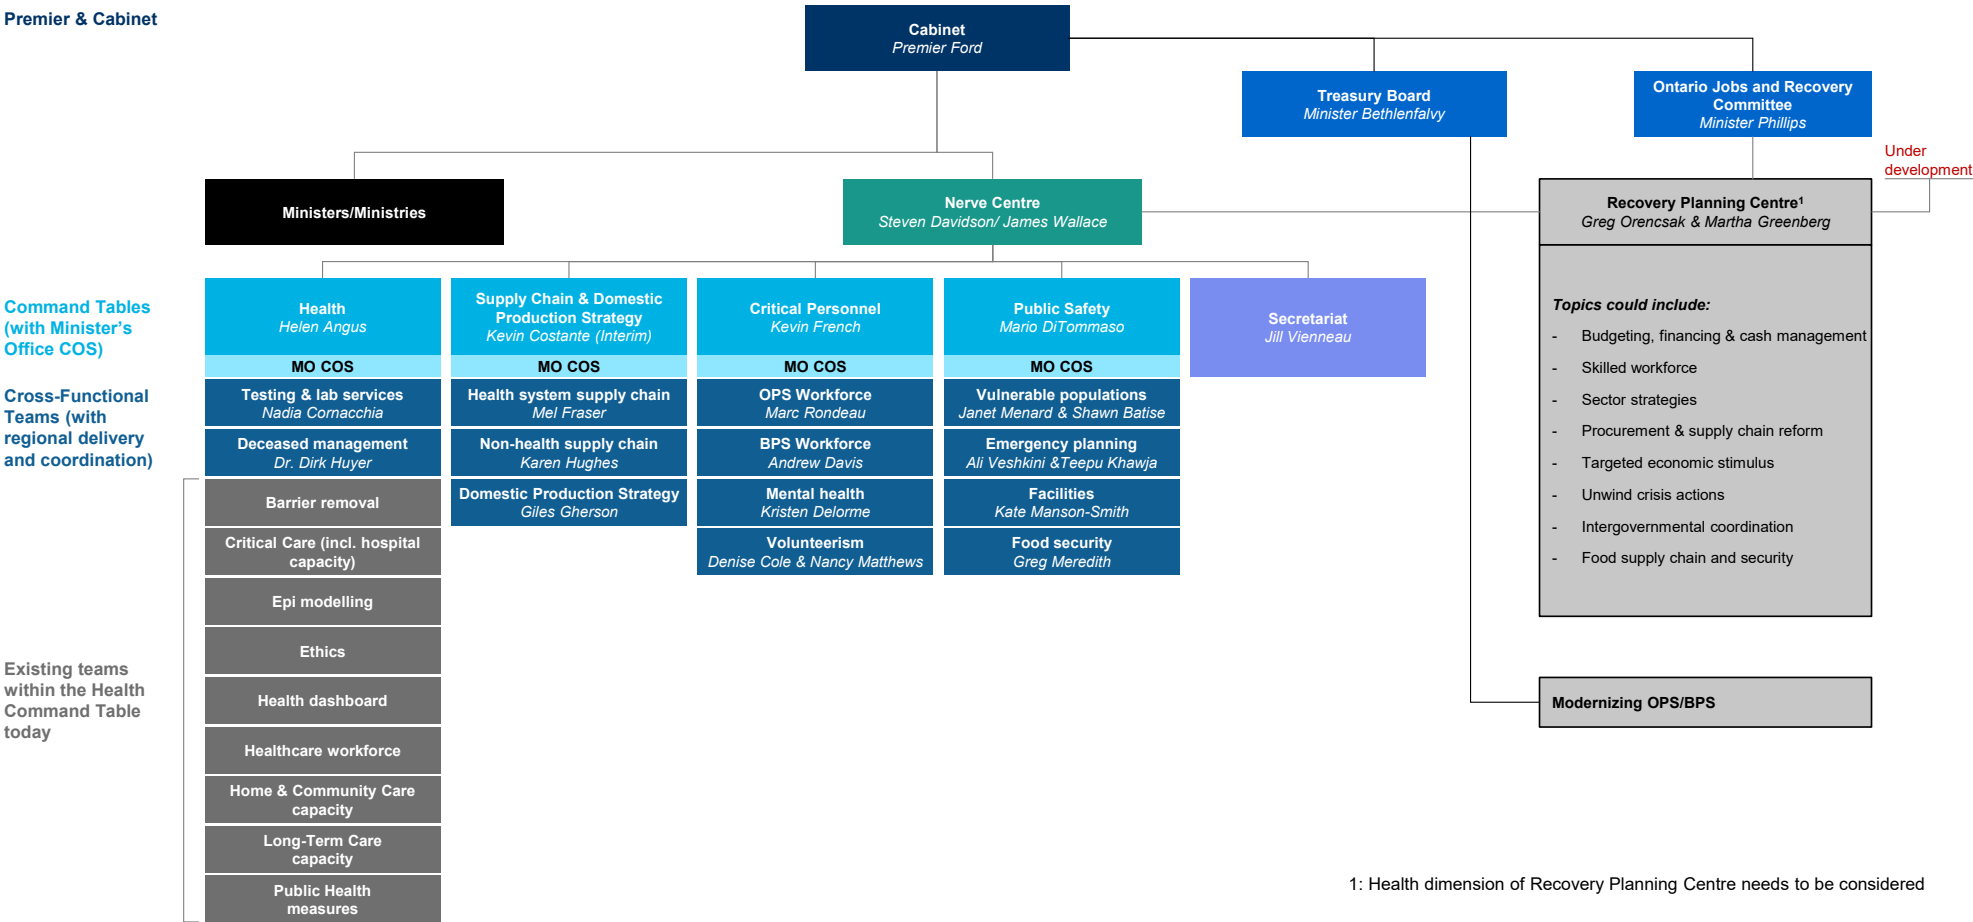 Premier & Cabinet
Cabinet
Premier Ford
Treasury Board
Minister Bethlenfalvy
Ontario Jobs and Recovery
Committee
Minister Phillips
Under
development
Ministers/Ministries
Nerve Centre
Steven Davidson/ James Wallace
Recovery Planning Centre¹
Greg Orencsak & Martha Greenberg
Command Tables
(with Minister's
Office COS)
Health
Helen Angus
MO COS
Supply Chain & Domestic
Production Strategy
Kevin Costante (Interim)
MO COS
Critical Personnel
Kevin French
MO COS
Public Safety
Mario DiTommaso
MO COS
Secretariat
Jill Vienneau
Cross-Functional
Teams (with
regional delivery
and coordination)
Testing & lab services
Nadia Cornacchia
Deceased management
Dr. Dirk Huyer
Health system supply chain
Mel Fraser
Non-health supply chain
Karen Hughes
Domestic Production Strategy
Giles Gherson
OPS Workforce
Marc Rondeau
BPS Workforce
Andrew Davis
Mental health
Kristen Delorme
Volunteerism
Denise Cole & Nancy Matthews
Vulnerable populations
Janet Menard & Shawn Batise
Emergency planning
Ali Veshkini &Teepu Khawja
Facilities
Kate Manson-Smith
Food security
Greg Meredith
Existing teams
within the Health
Command Table
today
Barrier removal
Critical Care (incl. hospital
capacity)
Epi modelling
Ethics
Health dashboard
Healthcare workforce
Home & Community Care
capacity
Long-Term Care
capacity
Public Health
measures
Topics could include:
- Budgeting, financing & cash management
- Skilled workforce
- Sector strategies
- Procurement & supply chain reform
- Targeted economic stimulus
- Unwind crisis actions
- Intergovernmental coordination
- Food supply chain and security
Modernizing OPS/BPS
1: Health dimension of Recovery Planning Centre needs to be considered